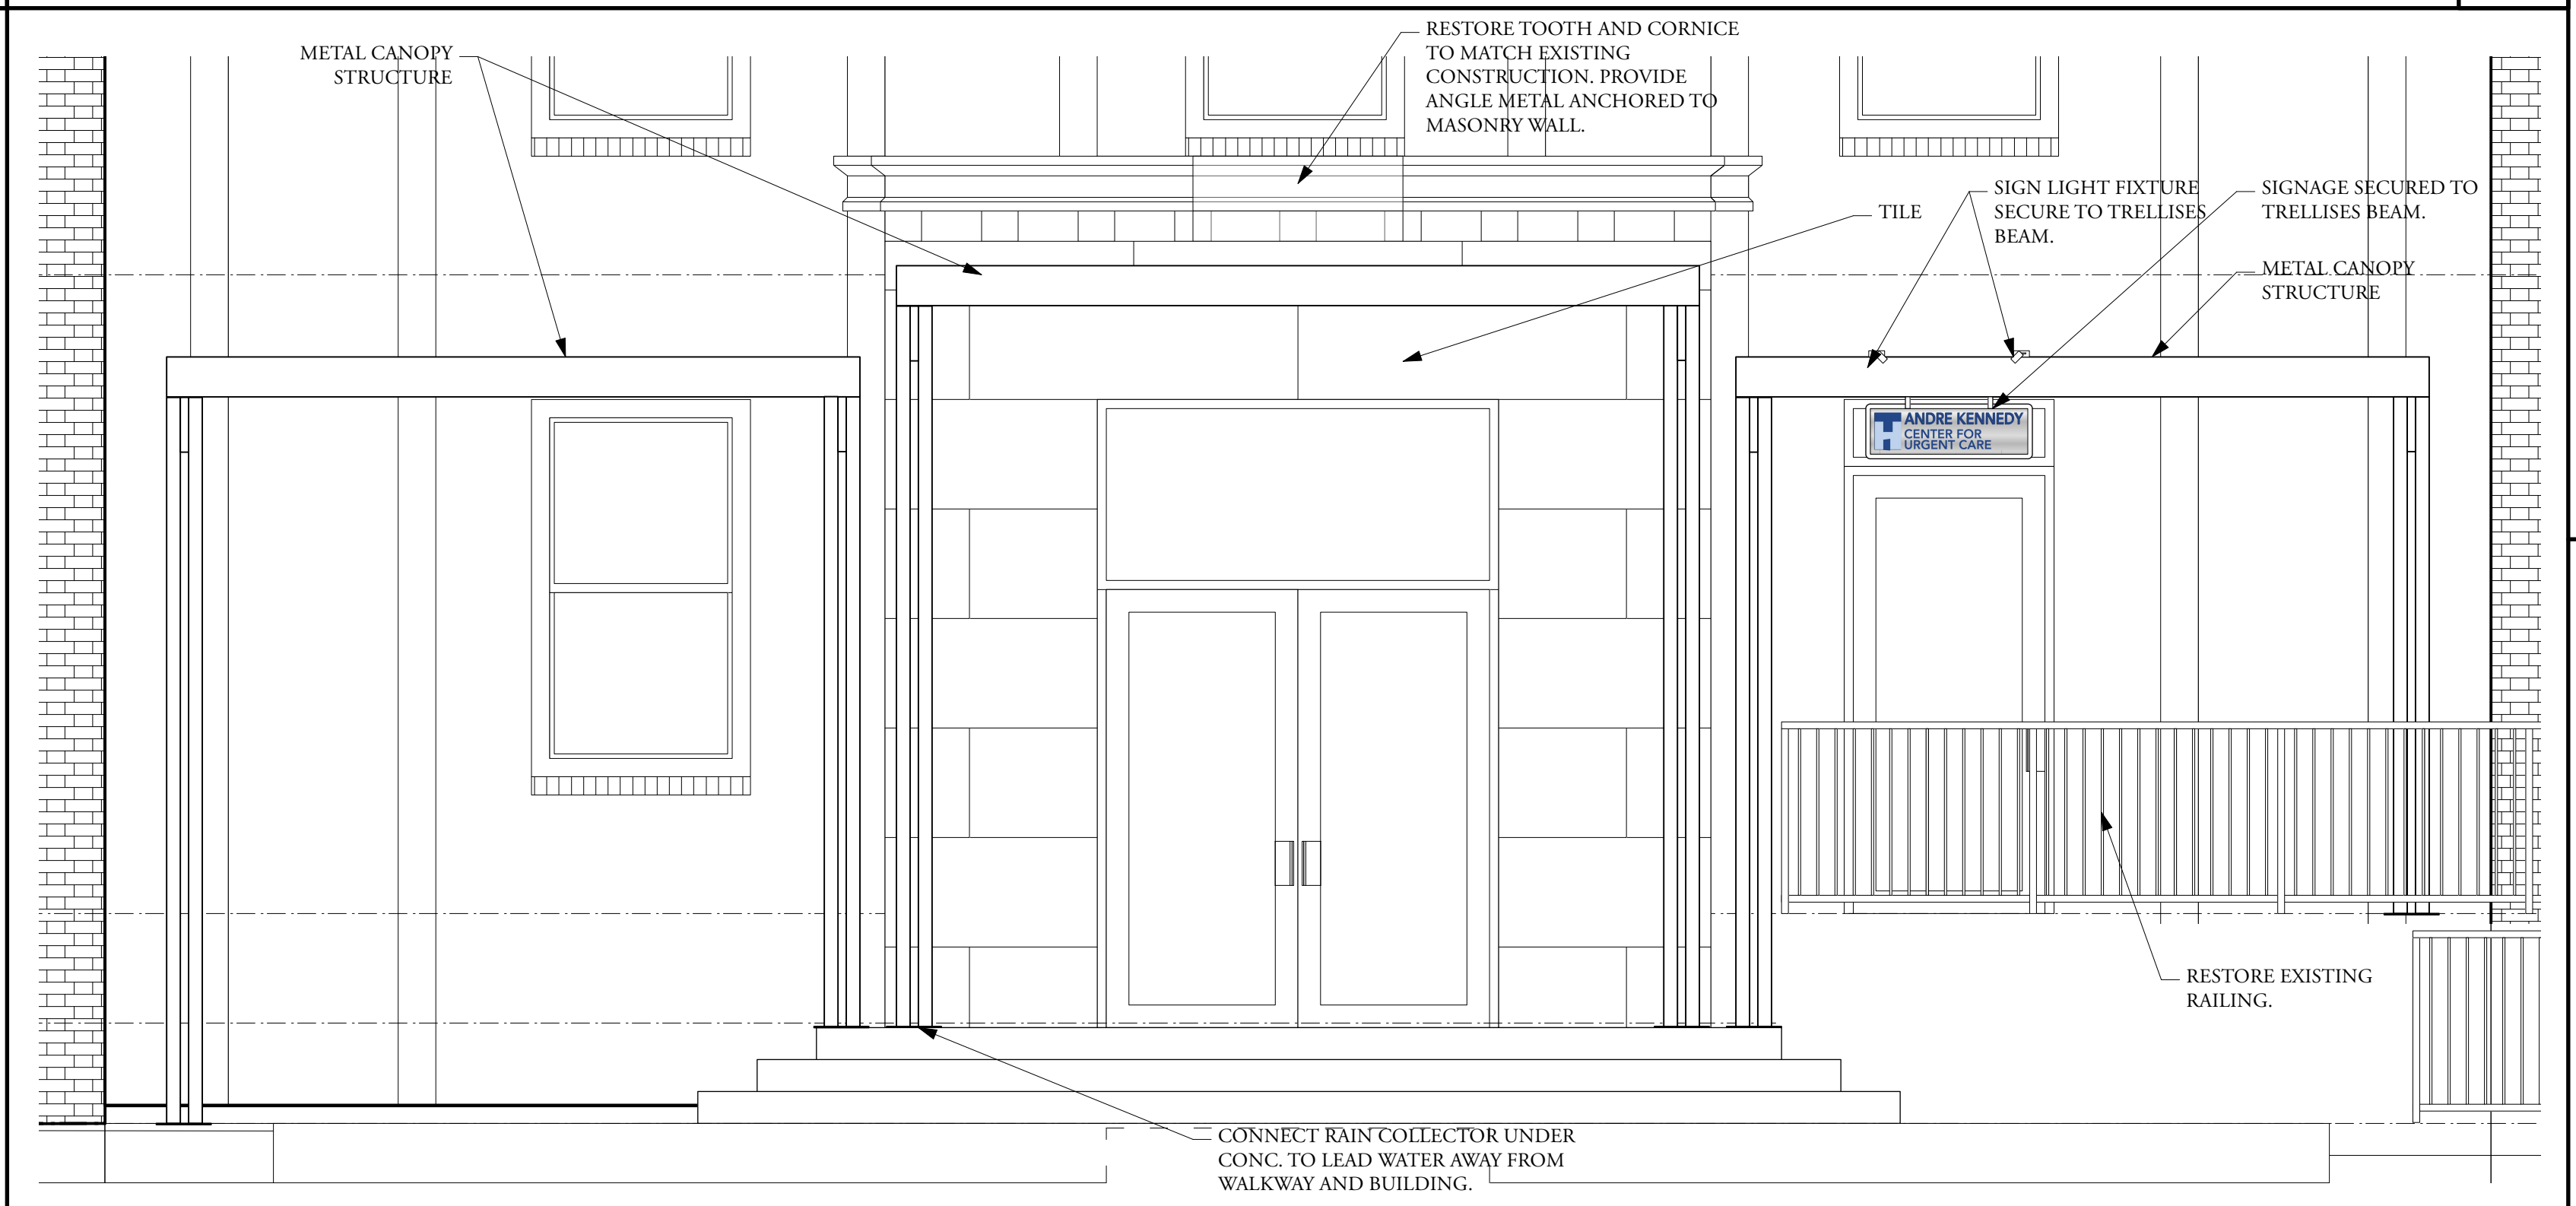 METAL CANOPY
STRUCTURE
RESTORE TOOTH AND CORNICE
TO MATCH EXISTING
CONSTRUCTION. PROVIDE
ANGLE METAL ANCHORED TO
MASONRY WALL.
TILE
SIGN LIGHT FIXTURE
SECURE TO TRELLISES
BEAM.
SIGNAGE SECURED TO
TRELLISES BEAM.
METAL CANOPY
STRUCTURE
ANDRE KENNEDY
CENTER FOR
URGENT CARE
RESTORE EXISTING
RAILING.
CONNECT RAIN COLLECTOR UNDER
CONC. TO LEAD WATER AWAY FROM
WALKWAY AND BUILDING.